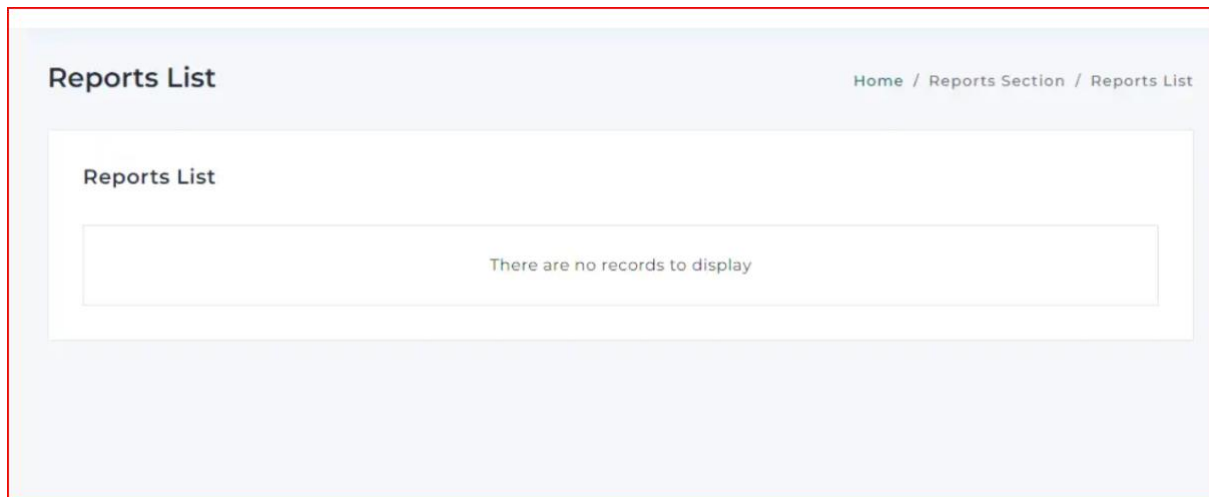 Reports List
Home / Reports Section / Reports List
Reports List
There are no records to display